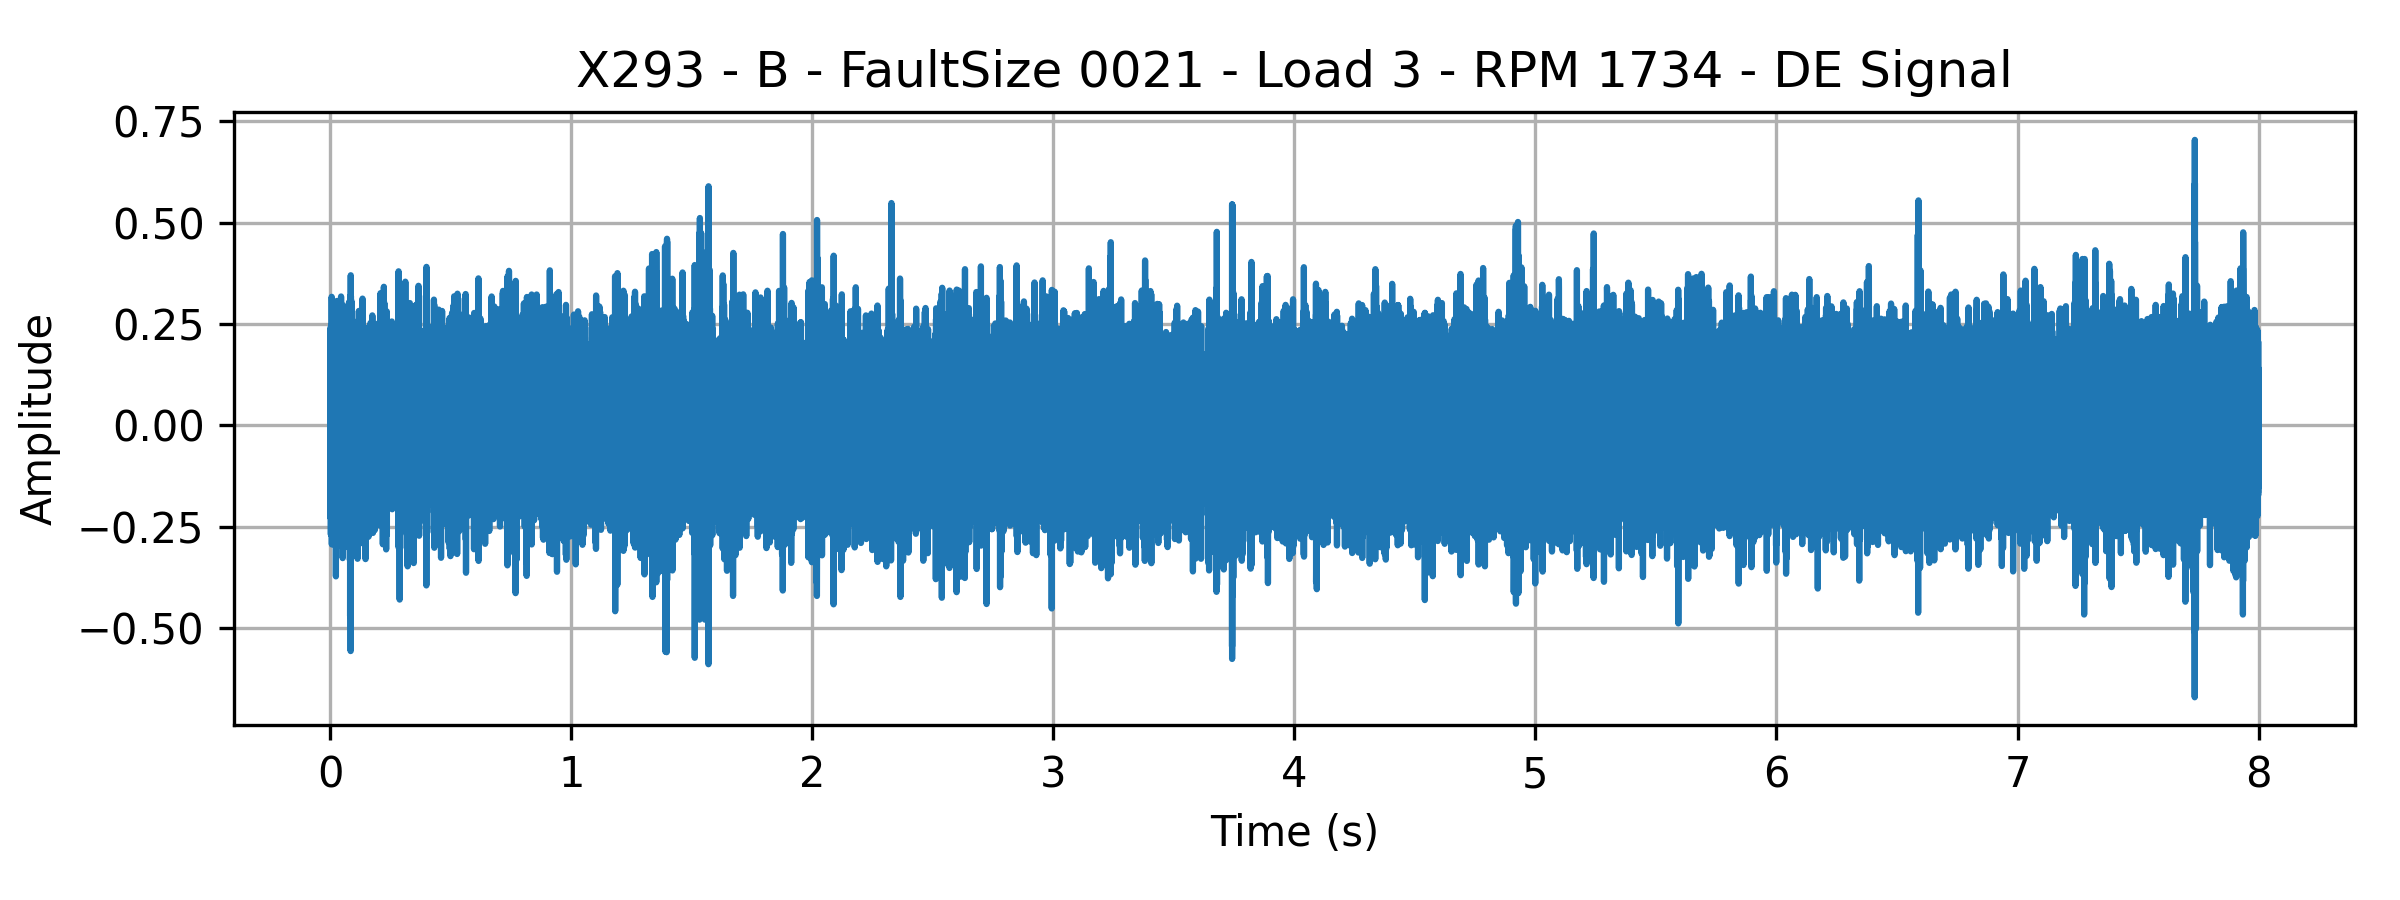 X293 - B - FaultSize 0021 - Load 3 - RPM 1734 - DE Signal
0.75
0.50
0.25
0.00
−0.25
−0.50
Amplitude
0 1 2 3 4 5 6 7 8
Time (s)